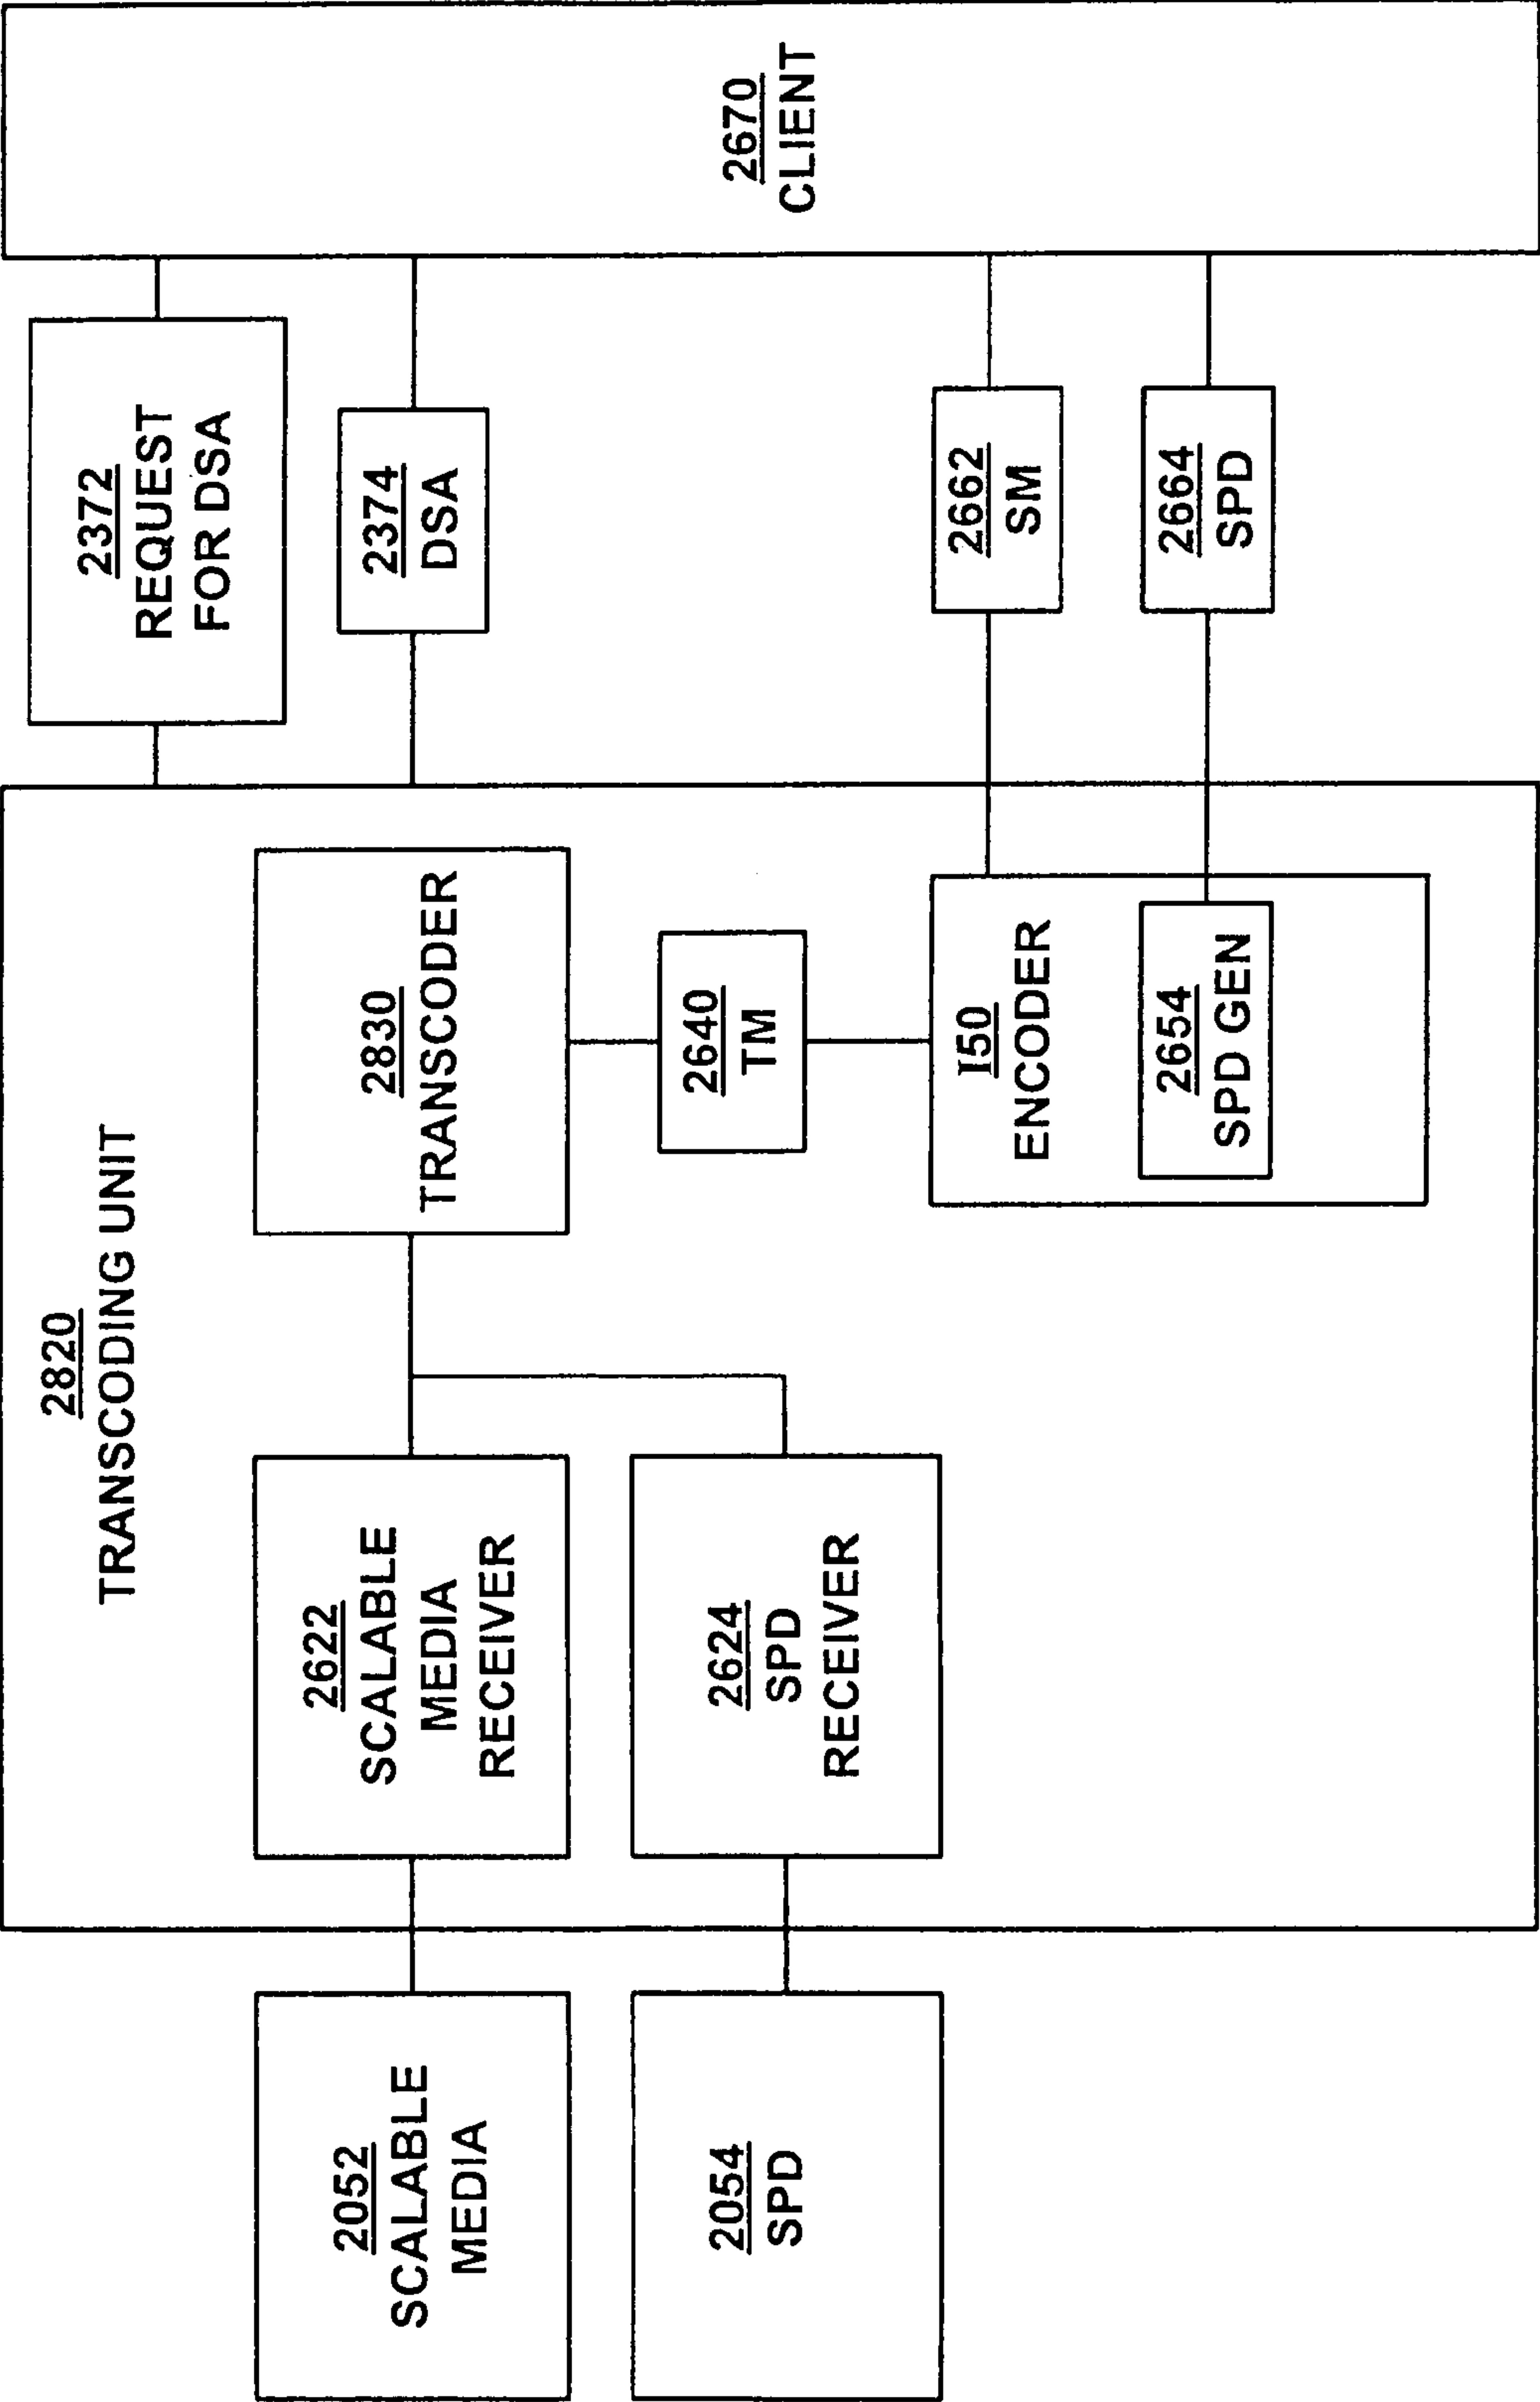 2820
TRANSCODING UNIT
2052
SCALABLE
MEDIA
2622
SCALABLE
MEDIA
RECEIVER
2830
TRANSCODER
2372
REQUEST
FOR DSA
2374
DSA
2054
SPD
2624
SPD
RECEIVER
2640
TM
I50
ENCODER
2654
SPD GEN
2662
SM
2664
SPD
2670
CLIENT